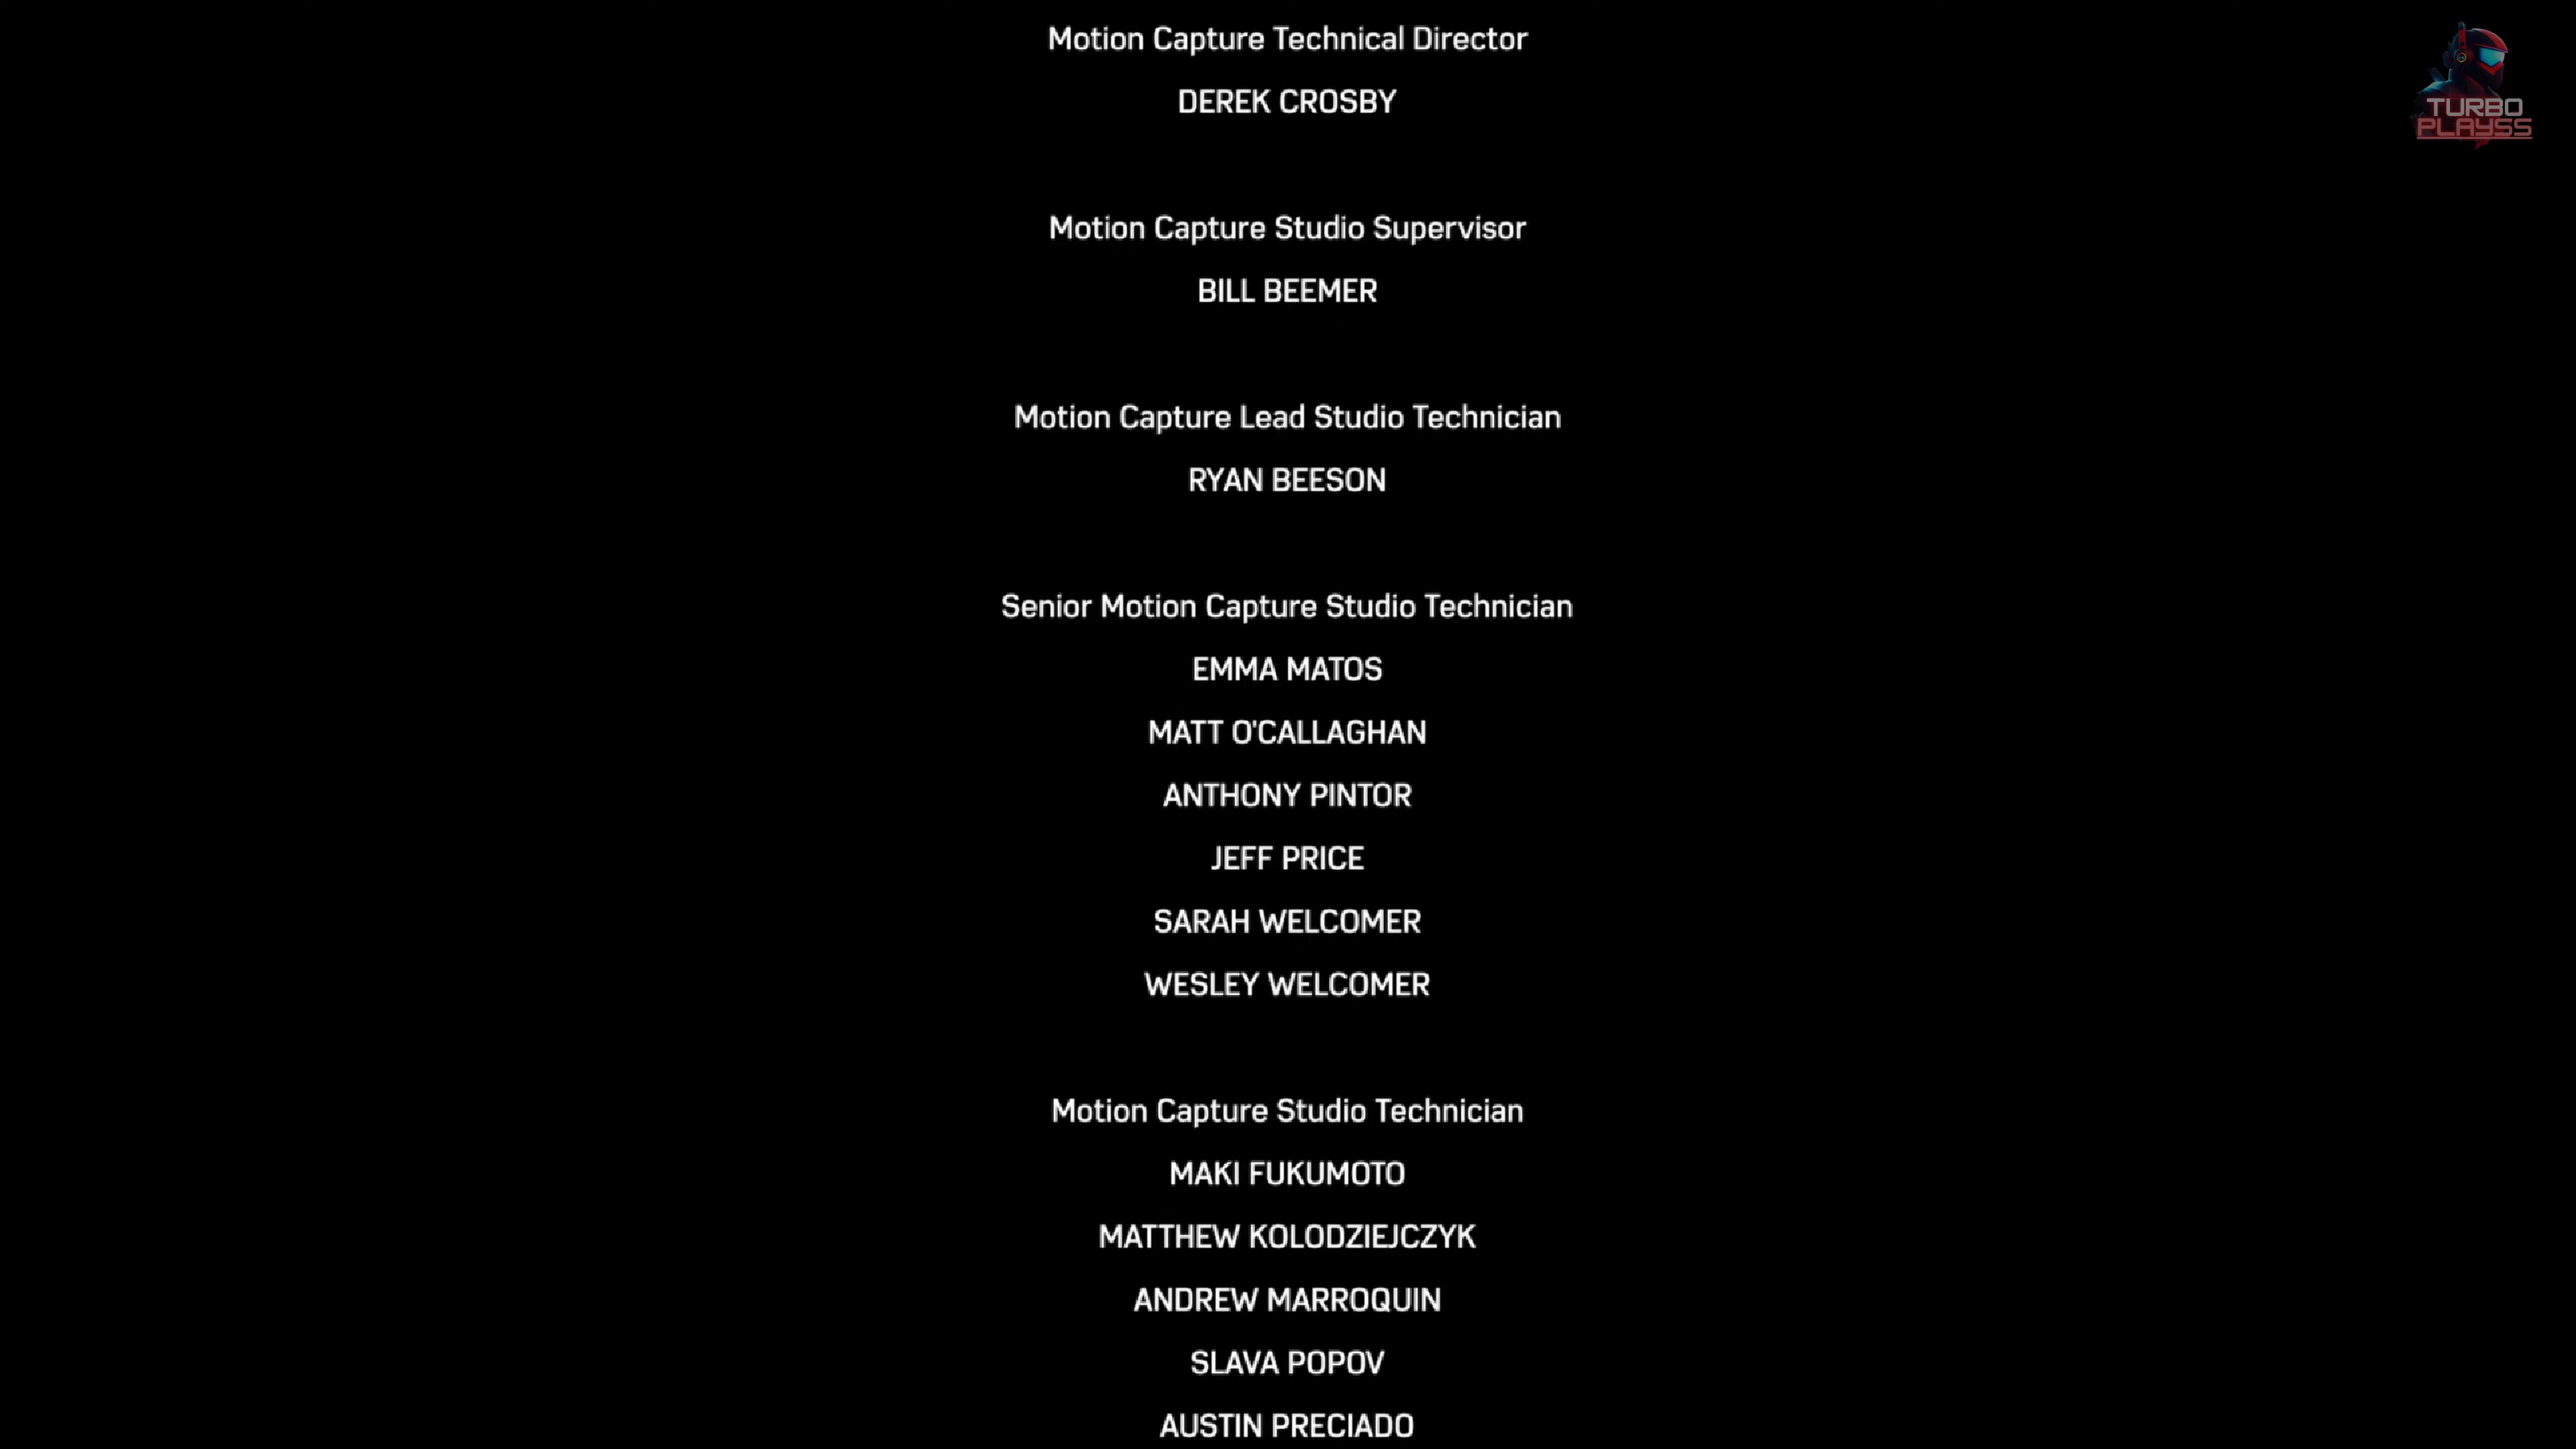 Motion Capture Technical Director
DEREK CROSBY
Motion Capture Studio Supervisor
BILL BEEMER
Motion Capture Lead Studio Technician
RYAN BEESON
Senior Motion Capture Studio Technician
EMMA MATOS
MATT O'CALLAGHAN
ANTHONY PINTOR
JEFF PRICE
SARAH WELCOMER
WESLEY WELCOMER
Motion Capture Studio Technician
MAKI FUKUMOTO
MATTHEW KOLODZIEJCZYK
ANDREW MARROQUIN
SLAVA POPOV
AUSTIN PRECIADO
TURBO
PLAYSS